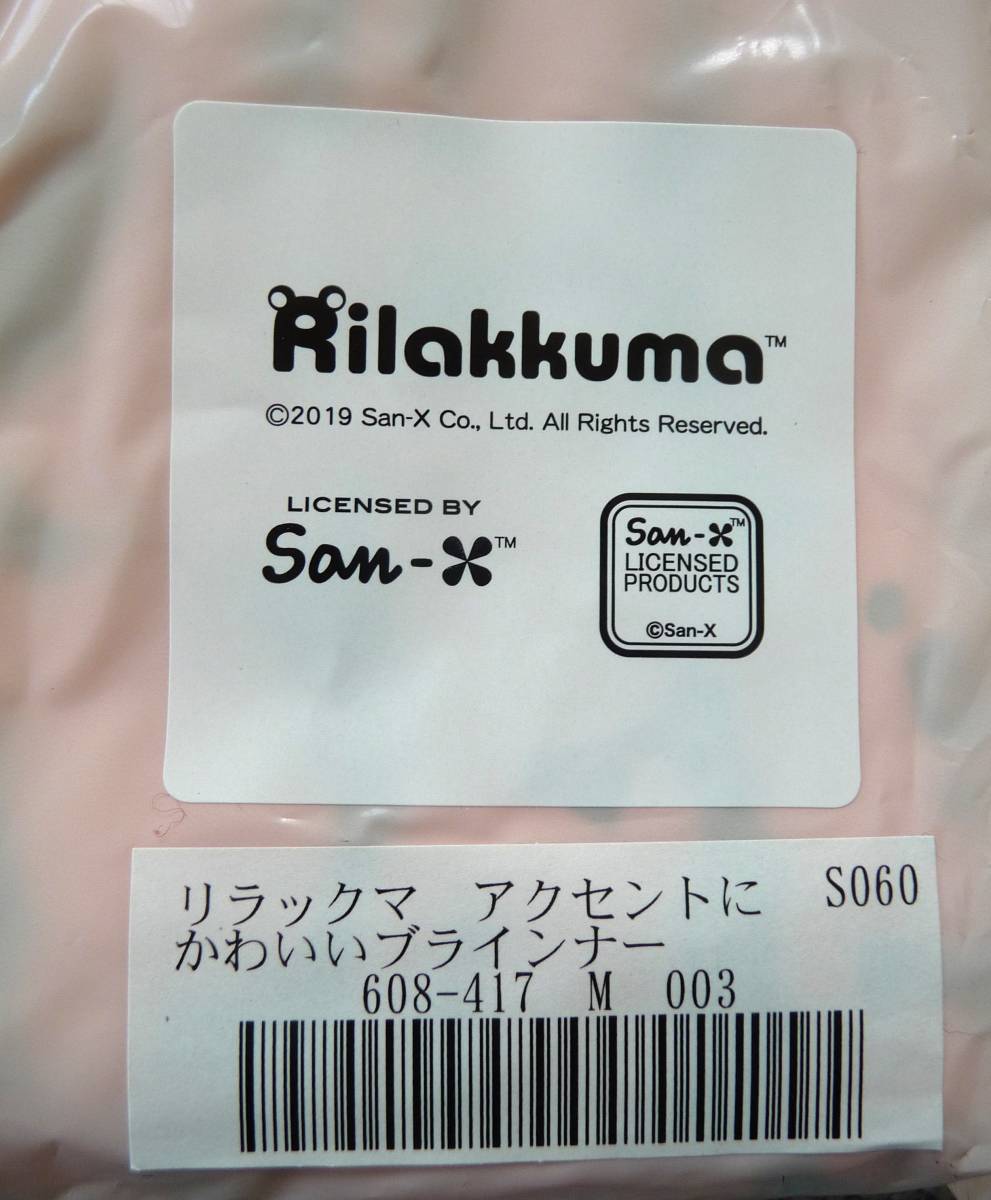 Rilakkuma™
©2019 San-X Co., Ltd. All Rights Reserved.
LICENSED BY
San-X™
San-X™
LICENSED
PRODUCTS
©San-X
リラックマ　アクセントに　S060
かわいいブラインナー
608-417　M　003